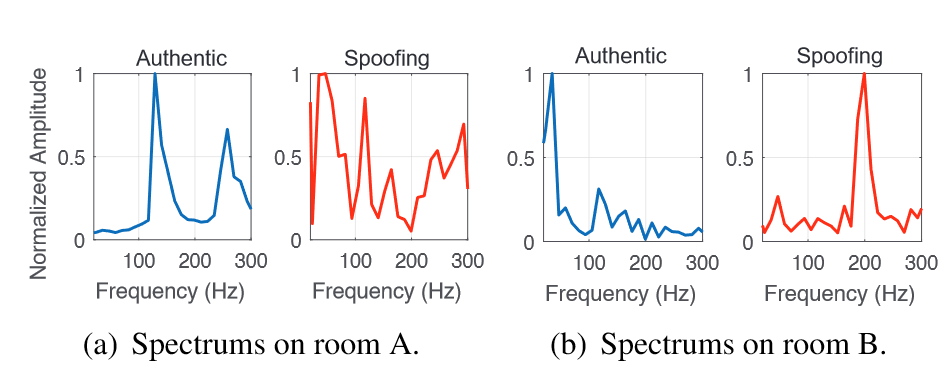 Authentic
Spoofing
Authentic
Spoofing
Normalized Amplitude
1
0.5
0
100 200 300
Frequency (Hz)
1
0.5
0
100 200 300
Frequency (Hz)
1
0.5
0
100 200 300
Frequency (Hz)
1
0.5
0
100 200 300
Frequency (Hz)
(a) Spectrums on room A.
(b) Spectrums on room B.